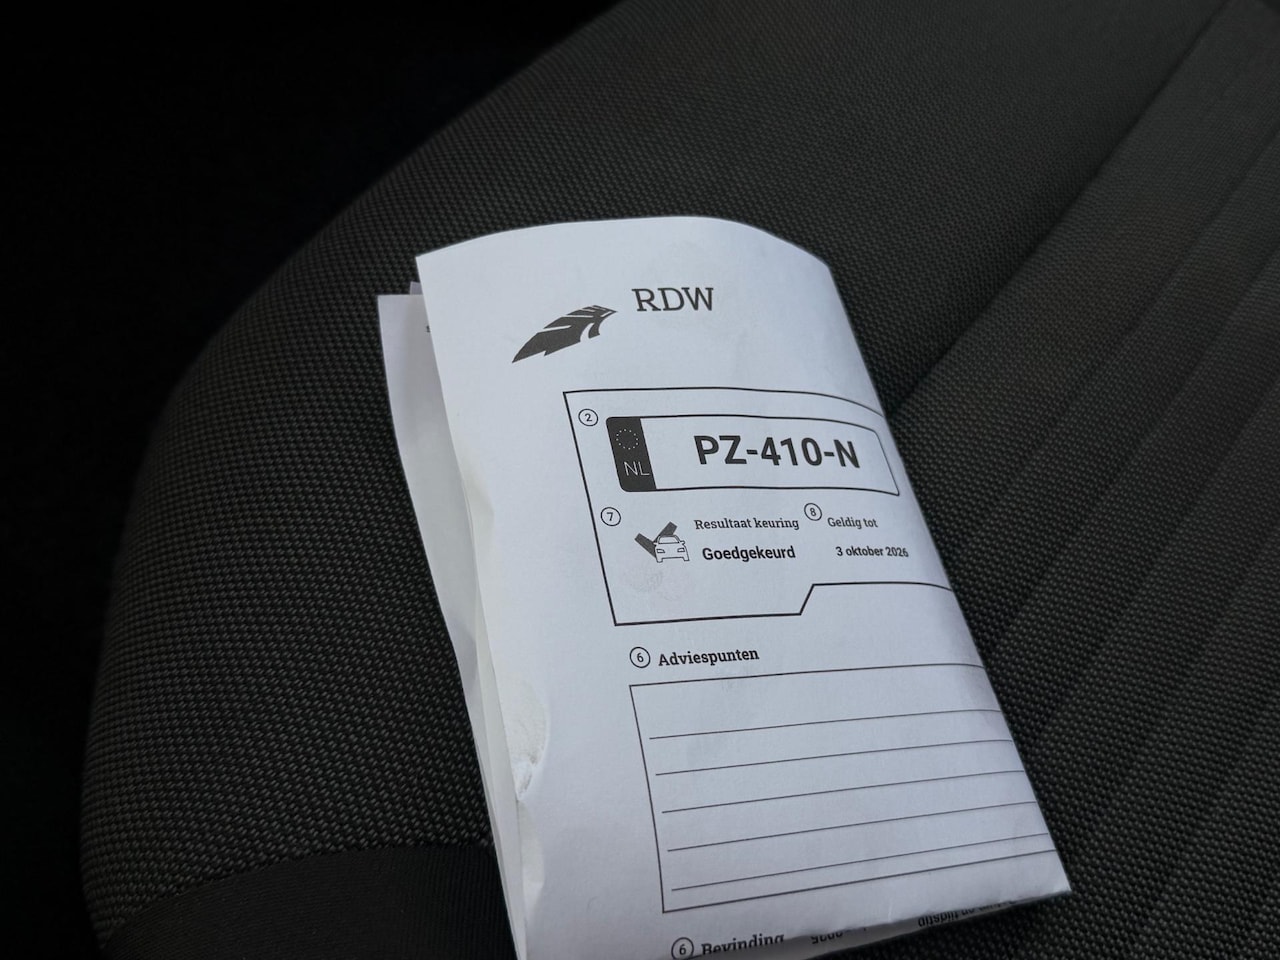 RDW
2
NL PZ-410-N
7 Resultaat keuring 8 Geldig tot
Goedgekeurd 3 oktober 2026
6 Adviespunten
6 Bevinding